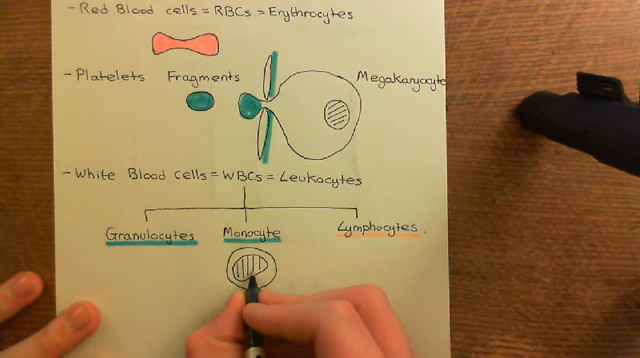 - Red Blood cells = RBCs = Erythrocytes
- Platelets Fragments Megakaryocyte
- White Blood cells = WBCs = Leukocytes
Granulocytes Monocyte Lymphocytes.